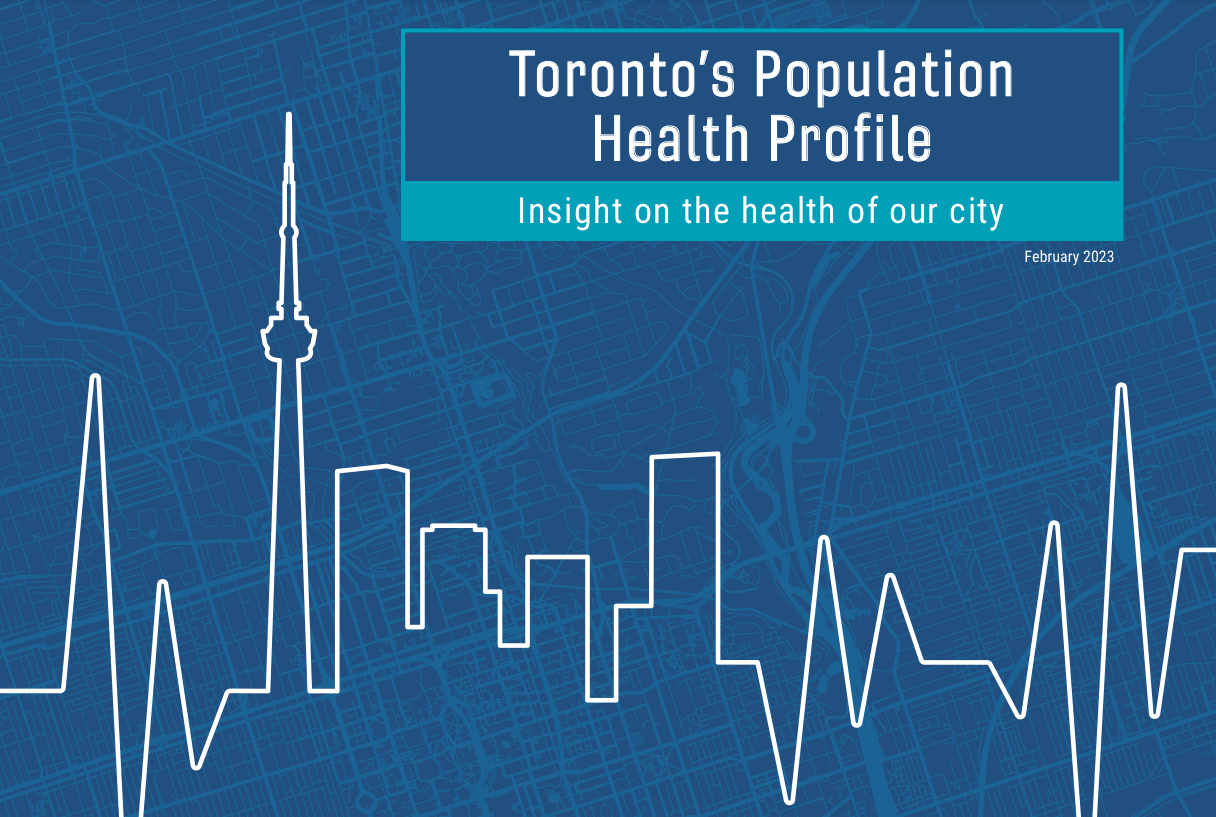 Toronto’s Population
Health Profile
Insight on the health of our city
February 2023